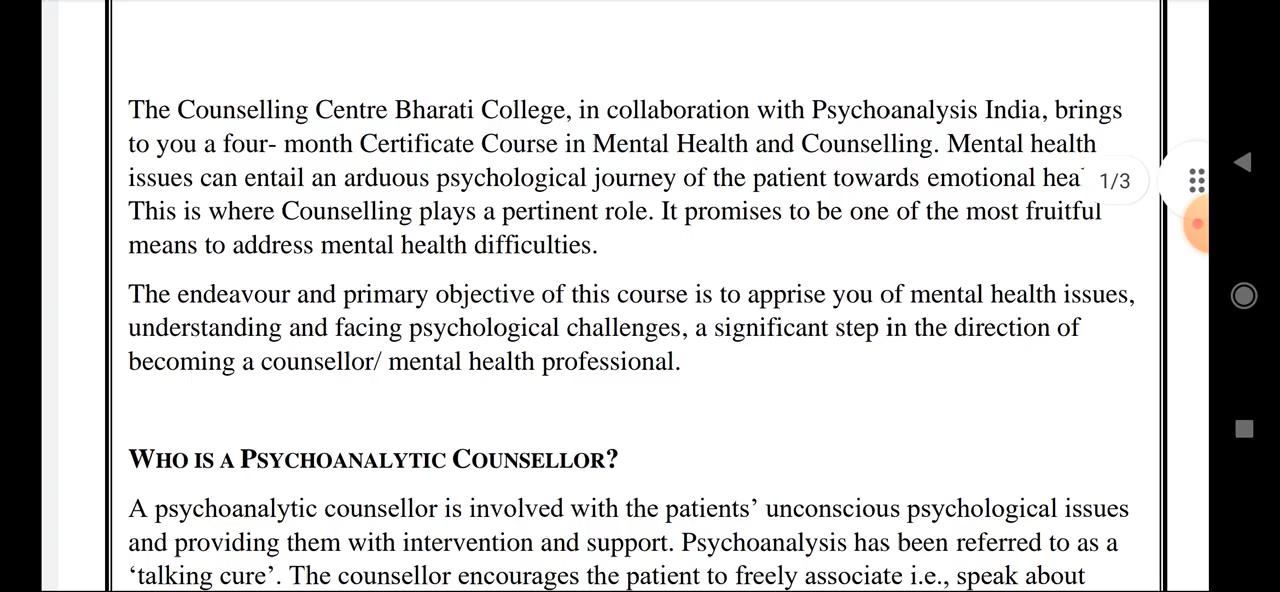 The Counselling Centre Bharati College, in collaboration with Psychoanalysis India, brings
to you a four- month Certificate Course in Mental Health and Counselling. Mental health
issues can entail an arduous psychological journey of the patient towards emotional
1/3
This is where Counselling plays a pertinent role. It promises to be one of the most fruitful
means to address mental health difficulties.
The endeavour and primary objective of this course is to apprise you of mental health issues,
understanding and facing psychological challenges, a significant step in the direction of
becoming a counsellor/ mental health professional.
WHO IS A PSYCHOANALYTIC COUNSELLOR?
A psychoanalytic counsellor is involved with the patients’ unconscious psychological issues
and providing them with intervention and support. Psychoanalysis has been referred to as a
‘talking cure’. The counsellor encourages the patient to freely associate i.e., speak about